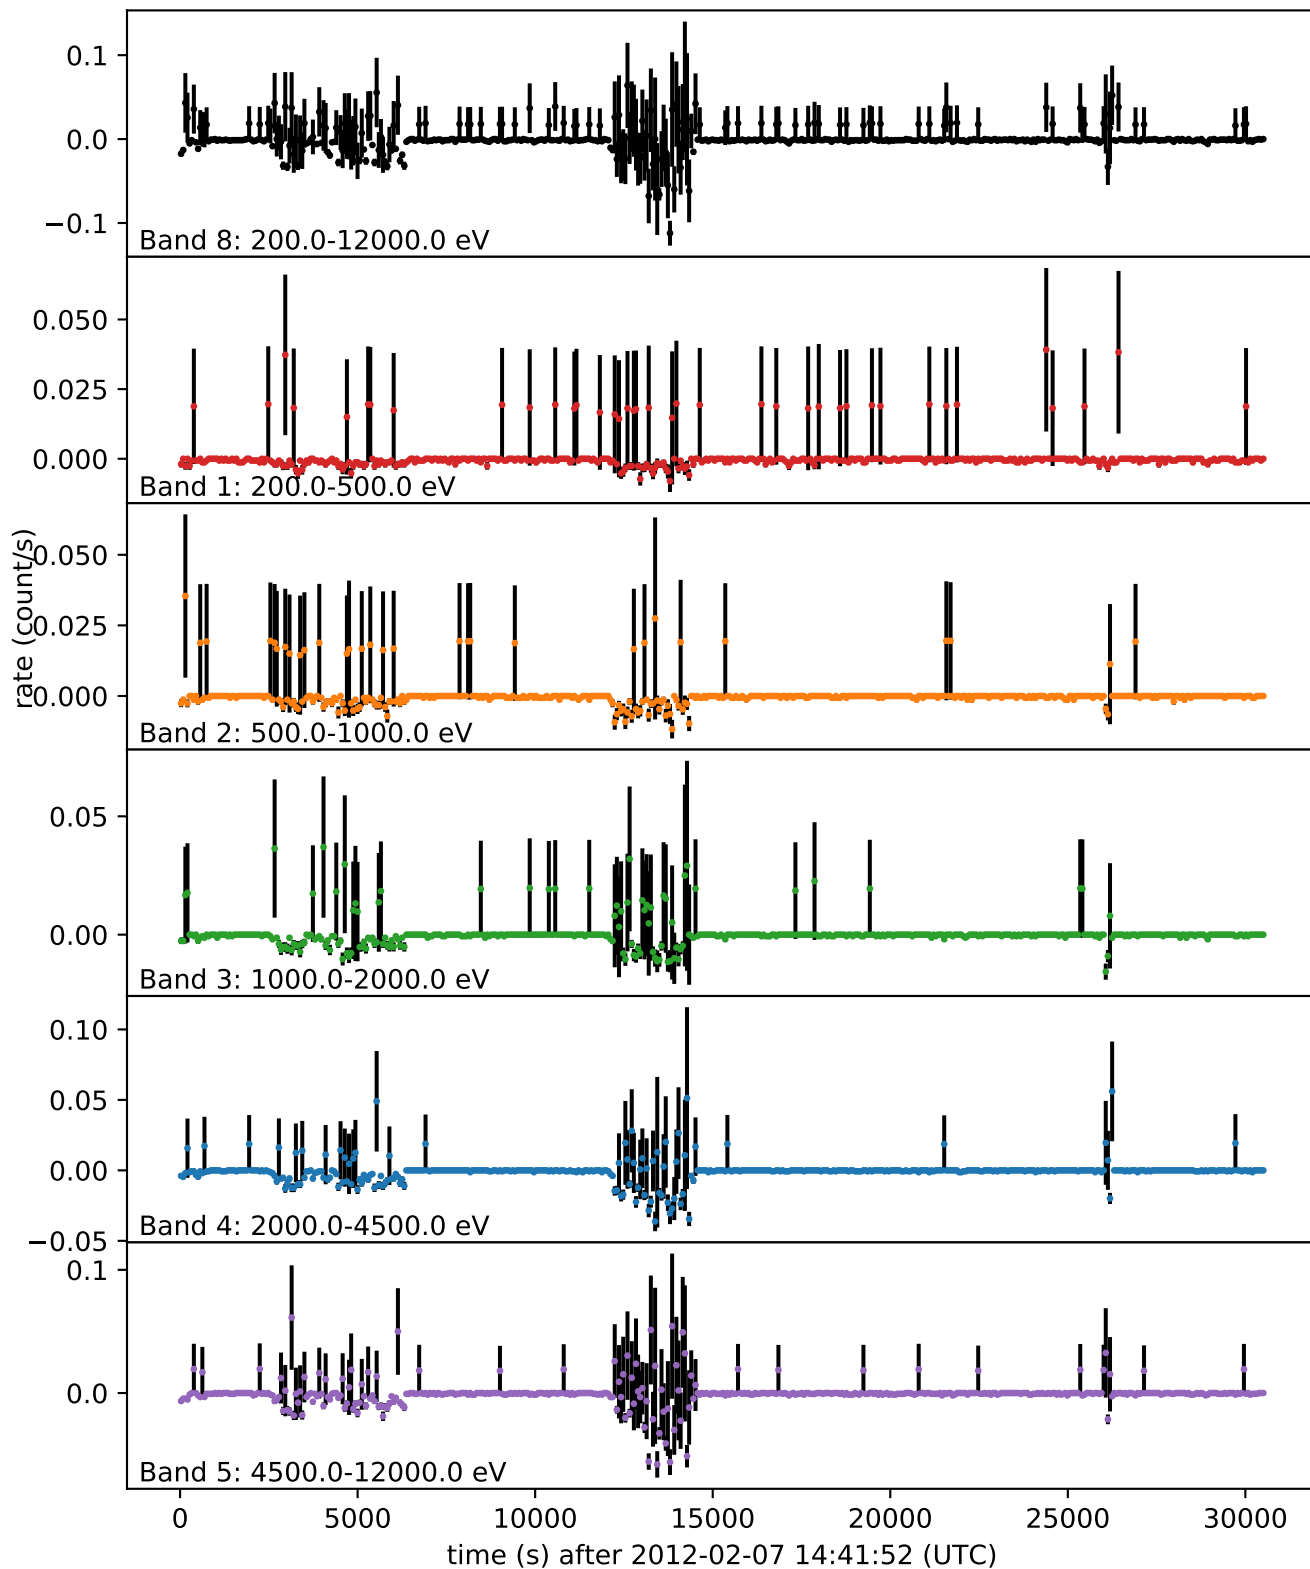 0.1
0.0
−0.1
Band 8: 200.0-12000.0 eV
0.050
0.025
0.000
Band 1: 200.0-500.0 eV
rate (count/s)
0.050
0.025
0.000
Band 2: 500.0-1000.0 eV
0.05
0.00
Band 3: 1000.0-2000.0 eV
0.10
0.05
0.00
−0.05
Band 4: 2000.0-4500.0 eV
0.1
0.0
Band 5: 4500.0-12000.0 eV
0 5000 10000 15000 20000 25000 30000
time (s) after 2012-02-07 14:41:52 (UTC)